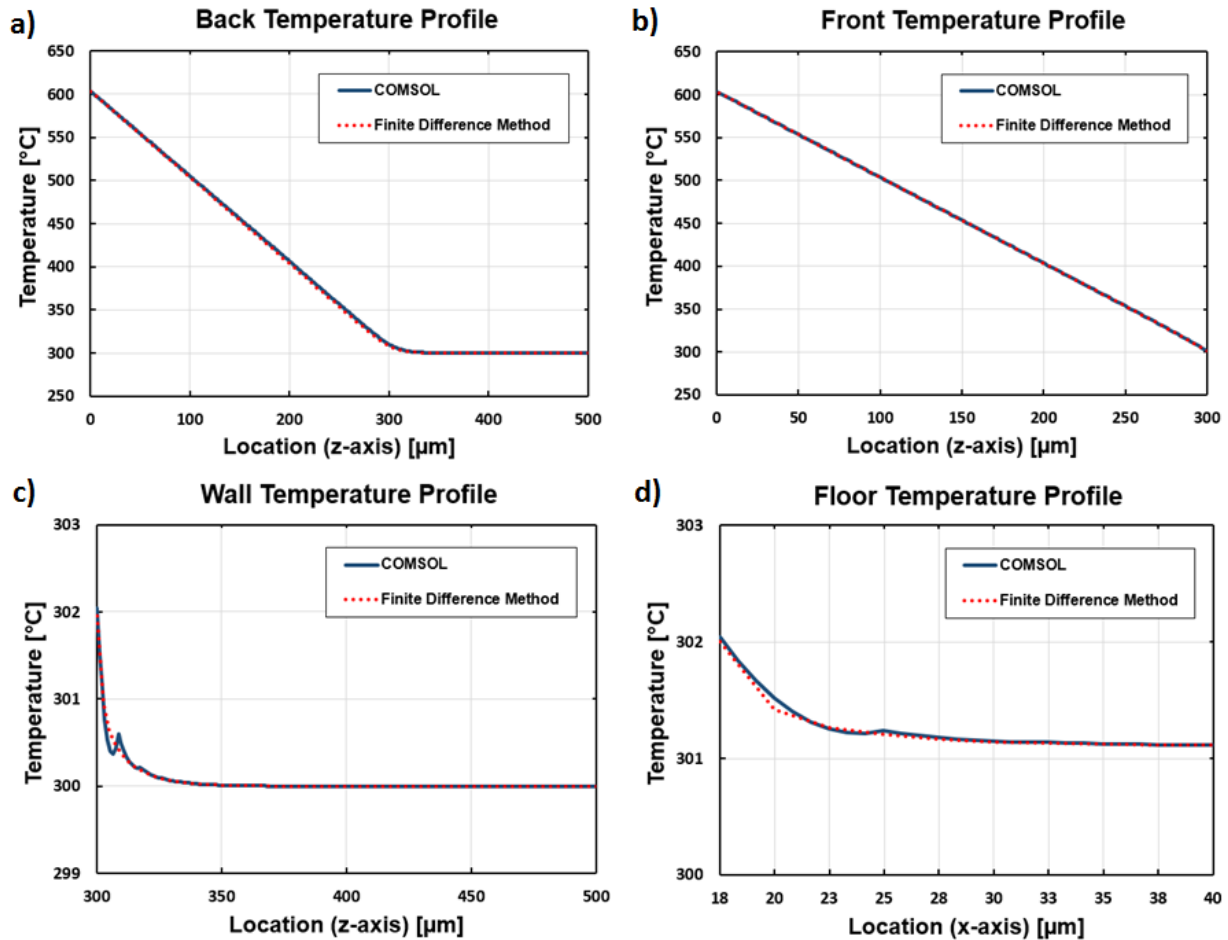 a)
Back Temperature Profile
650
600
550
500
450
400
350
300
250
Temperature [°C]
COMSOL
Finite Difference Method
0 100 200 300 400 500
Location (z-axis) [µm]
b)
Front Temperature Profile
650
600
550
500
450
400
350
300
250
Temperature [°C]
COMSOL
Finite Difference Method
0 50 100 150 200 250 300
Location (z-axis) [µm]
c)
Wall Temperature Profile
303
302
301
300
299
Temperature [°C]
COMSOL
Finite Difference Method
300 350 400 450 500
Location (z-axis) [µm]
d)
Floor Temperature Profile
303
302
301
300
Temperature [°C]
COMSOL
Finite Difference Method
18 20 23 25 28 30 33 35 38 40
Location (x-axis) [µm]